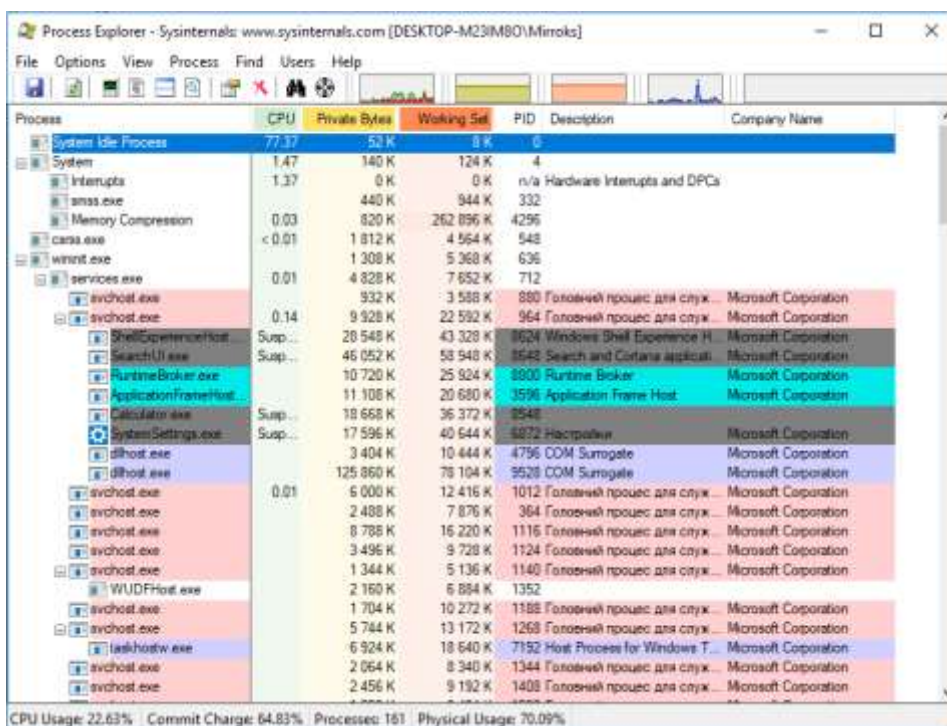 Process Explorer - Sysinternals: www.sysinternals.com [DESKTOP-M23IM8O\Mirroks]
File Options View Process Find Users Help
Process CPU Private Bytes Working Set PID Description Company Name
System Idle Process 77.37 52 K 8 K 0
System 1.47 140 K 124 K 4
Interrupts 1.37 0 K 0 K n/a Hardware Interrupts and DPCs
smss.exe 440 K 944 K 332
Memory Compression 0.03 820 K 262 896 K 4296
csrss.exe < 0.01 1 812 K 4 564 K 548
wininit.exe 1 308 K 5 368 K 636
services.exe 0.01 4 828 K 7 652 K 712
svchost.exe 932 K 3 588 K 880 Головний процес для служ... Microsoft Corporation
svchost.exe 0.14 9 928 K 22 592 K 964 Головний процес для служ... Microsoft Corporation
ShellExperienceHost... Susp... 28 548 K 43 328 K 8624 Windows Shell Experience H... Microsoft Corporation
SearchUI.exe Susp... 46 052 K 58 948 K 8648 Search and Cortana applicati... Microsoft Corporation
RuntimeBroker.exe 10 720 K 25 924 K 8800 Runtime Broker Microsoft Corporation
ApplicationFrameHost... 11 108 K 20 680 K 3596 Application Frame Host Microsoft Corporation
Calculator.exe Susp... 18 668 K 36 372 K 8548
SystemSettings.exe Susp... 17 596 K 40 644 K 6872 Настройки Microsoft Corporation
dllhost.exe 3 404 K 10 444 K 4756 COM Surrogate Microsoft Corporation
dllhost.exe 125 860 K 78 104 K 9528 COM Surrogate Microsoft Corporation
svchost.exe 0.01 6 000 K 12 416 K 1012 Головний процес для служ... Microsoft Corporation
svchost.exe 2 488 K 7 876 K 364 Головний процес для служ... Microsoft Corporation
svchost.exe 8 788 K 16 220 K 1116 Головний процес для служ... Microsoft Corporation
svchost.exe 3 496 K 9 728 K 1124 Головний процес для служ... Microsoft Corporation
svchost.exe 1 344 K 5 136 K 1140 Головний процес для служ... Microsoft Corporation
WUDFHost.exe 2 160 K 6 884 K 1352
svchost.exe 1 704 K 10 272 K 1188 Головний процес для служ... Microsoft Corporation
svchost.exe 5 744 K 13 172 K 1268 Головний процес для служ... Microsoft Corporation
taskhostw.exe 6 924 K 18 640 K 7192 Host Process for Windows T... Microsoft Corporation
svchost.exe 2 064 K 8 340 K 1344 Головний процес для служ... Microsoft Corporation
svchost.exe 2 456 K 9 192 K 1408 Головний процес для служ... Microsoft Corporation
CPU Usage: 22.63% Commit Charge: 64.83% Processes: 161 Physical Usage: 70.09%